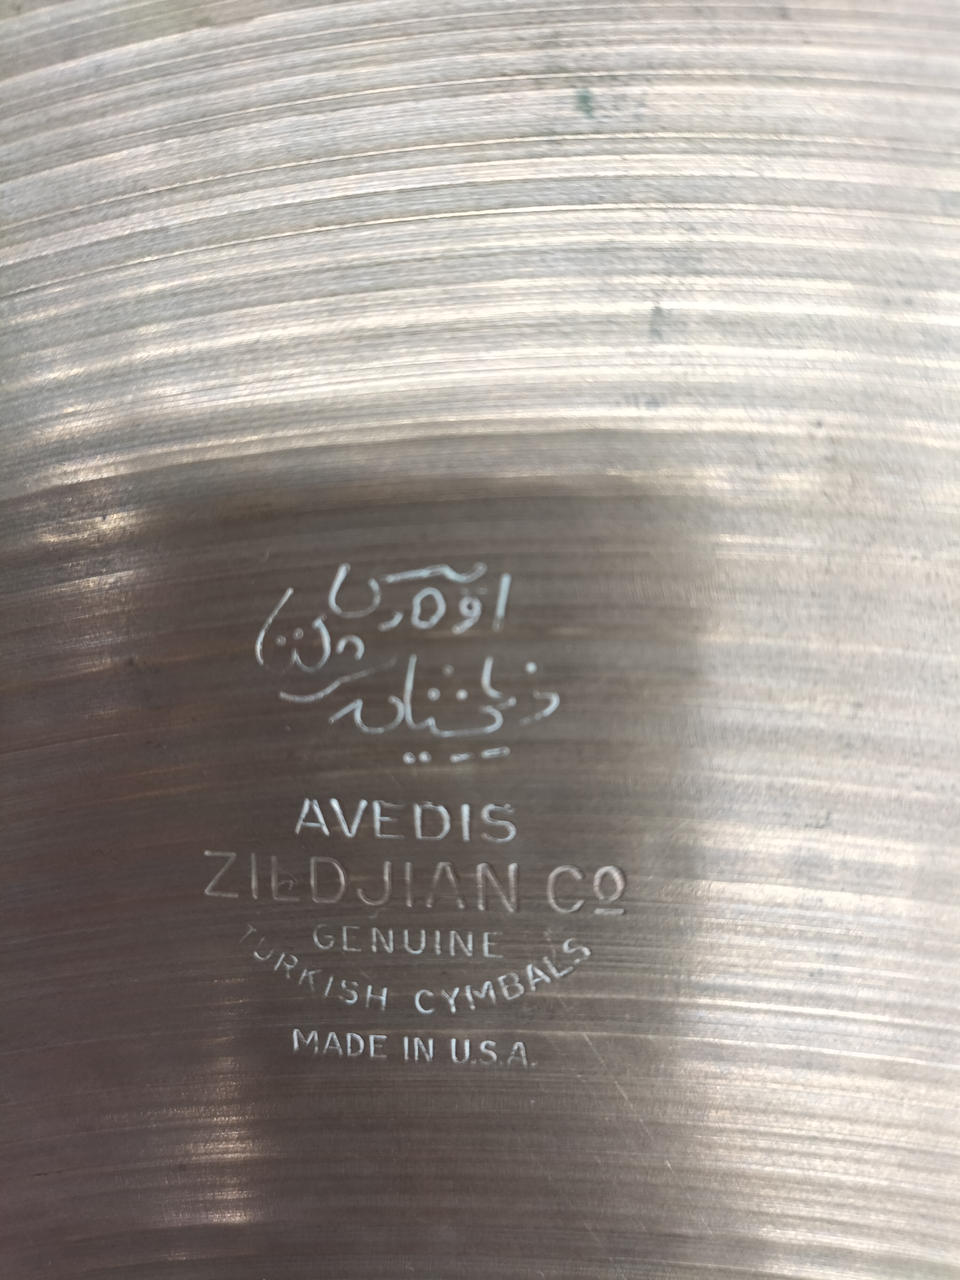 AVEDIS
ZILDJIAN Cº
GENUINE
TURKISH CYMBALS
MADE IN U.S.A.